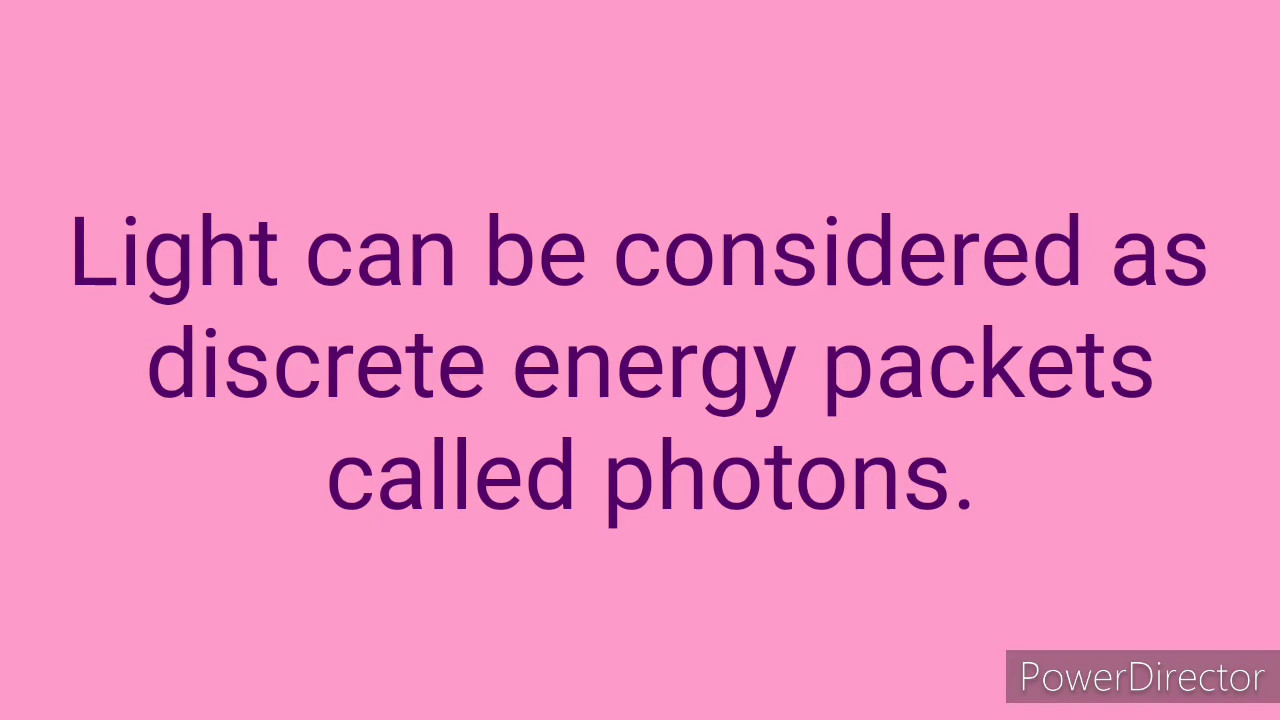 Light can be considered as
discrete energy packets
called photons.
PowerDirector